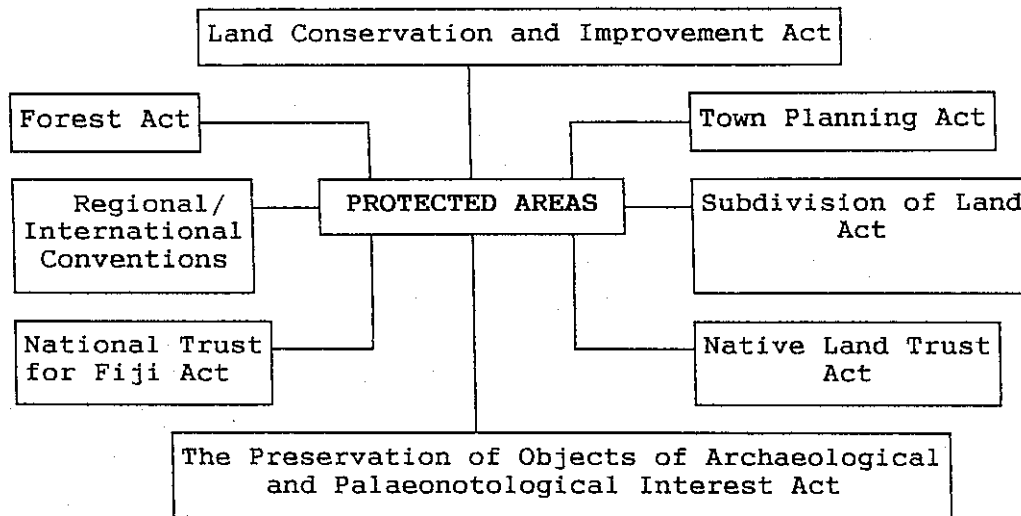 Land Conservation and Improvement Act
Forest Act
Town Planning Act
Regional/
International
Conventions
PROTECTED AREAS
Subdivision of Land
Act
National Trust
for Fiji Act
Native Land Trust
Act
The Preservation of Objects of Archaeological
and Palaeonotological Interest Act